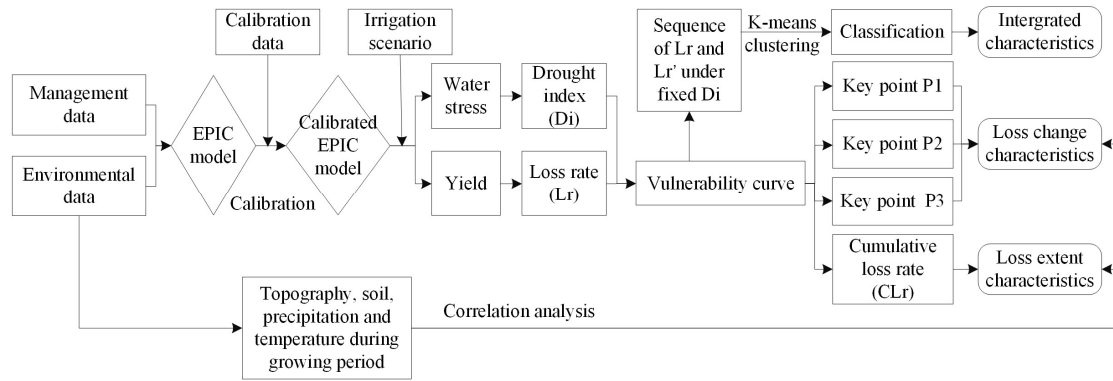 Calibration
data
Irrigation
scenario
Management
data
Environmental
data
EPIC
model
Calibration
Calibrated
EPIC
model
Water
stress
Drought
index
(Di)
Yield
Loss rate
(Lr)
Sequence
of Lr and
Lr’ under
fixed Di
K-means
clustering
Classification
Intergrated
characteristics
Vulnerability curve
Key point P1
Key point P2
Key point P3
Loss change
characteristics
Cumulative
loss rate
(CLr)
Loss extent
characteristics
Topography, soil,
precipitation and
temperature during
growing period
Correlation analysis